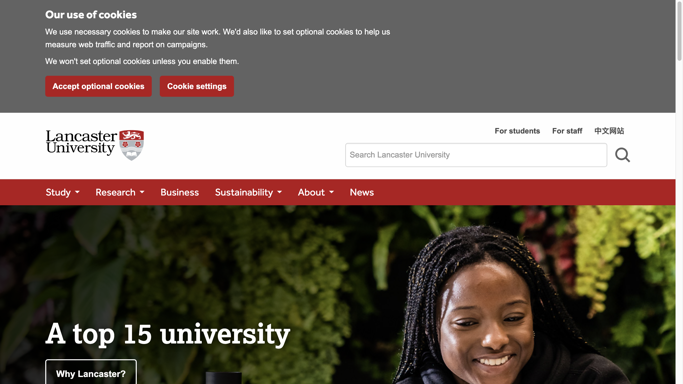 Our use of cookies
We use necessary cookies to make our site work. We'd also like to set optional cookies to help us
measure web traffic and report on campaigns.
We won't set optional cookies unless you enable them.
Accept optional cookies
Cookie settings
Lancaster
University
For students
For staff
中文网站
Search Lancaster University
Study
Research
Business
Sustainability
About
News
A top 15 university
Why Lancaster?